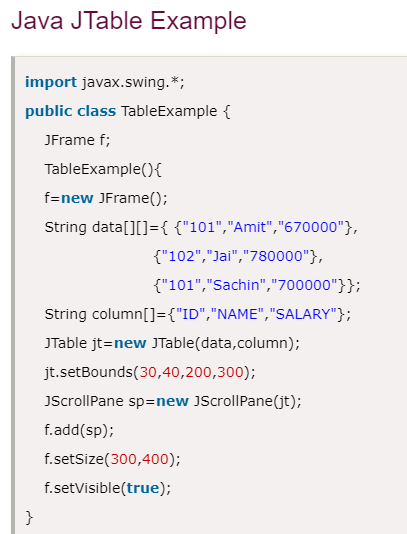 Java JTable Example
import javax.swing.*;
public class TableExample {
JFrame f;
TableExample(){
f=new JFrame();
String data[][]={ {"101","Amit","670000"},
{"102","Jai","780000"},
{"101","Sachin","700000"}};
String column[]={"ID","NAME","SALARY"};
JTable jt=new JTable(data,column);
jt.setBounds(30,40,200,300);
JScrollPane sp=new JScrollPane(jt);
f.add(sp);
f.setSize(300,400);
f.setVisible(true);
}